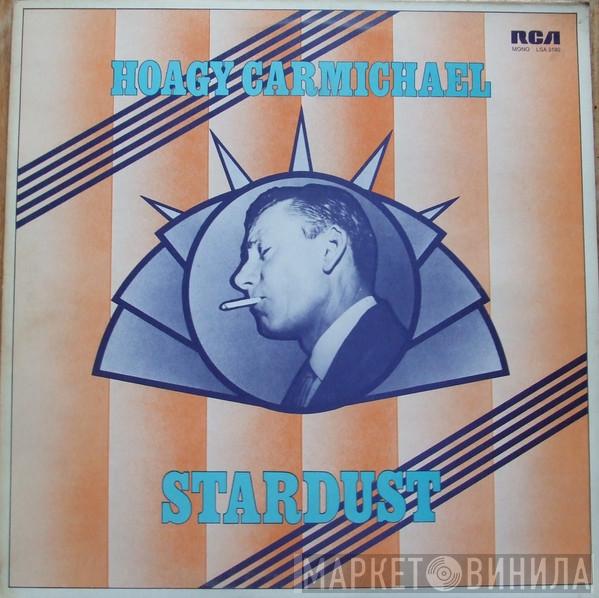 RCA
MONO LSA 3180
HOAGY CARMICHAEL
STARDUST
МАРКЕТ ВИНИЛА